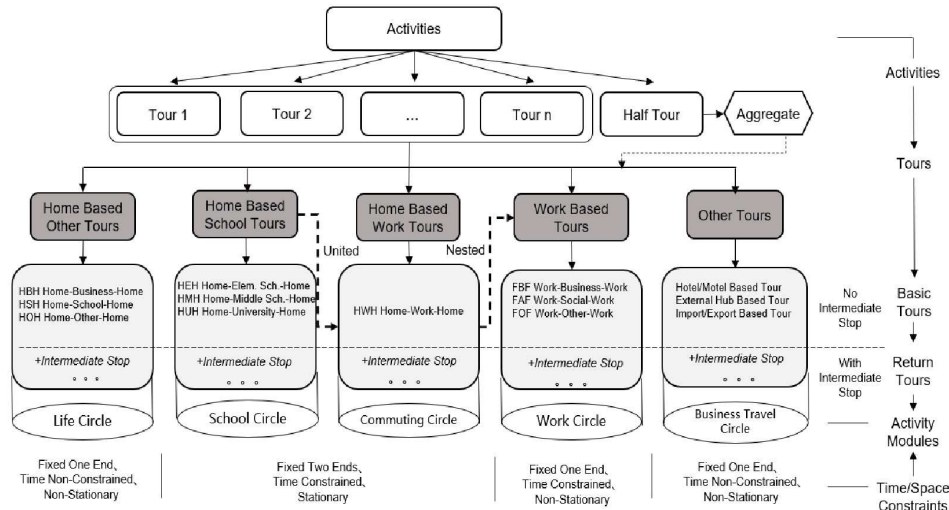 Activities
Activities
Tour 1
Tour 2
...
Tour n
Half Tour
Aggregate
Tours
Home Based
Other Tours
Home Based
School Tours
Home Based
Work Tours
Work Based
Tours
Other Tours
United
Nested
HBH Home-Business-Home
HSH Home-School-Home
HOH Home-Other-Home
HEH Home-Elem. Sch.-Home
HMH Home-Middle Sch.-Home
HUH Home-University-Home
HWH Home-Work-Home
FBF Work-Business-Work
FAF Work-Social-Work
FOF Work-Other-Work
Hotel/Motel Based Tour
External Hub Based Tour
Import/Export Based Tour
No
Intermediate
Stop
Basic
Tours
+Intermediate Stop
+Intermediate Stop
+Intermediate Stop
+Intermediate Stop
+Intermediate Stop
With
Intermediate
Stop
Return
Tours
Life Circle
School Circle
Commuting Circle
Work Circle
Business Travel
Circle
Activity
Modules
Fixed One End、
Time Non-Constrained、
Non-Stationary
Fixed Two Ends、
Time Constrained、
Stationary
Fixed One End、
Time Constrained、
Non-Stationary
Fixed One End、
Time Non-Constrained、
Non-Stationary
Time/Space
Constraints